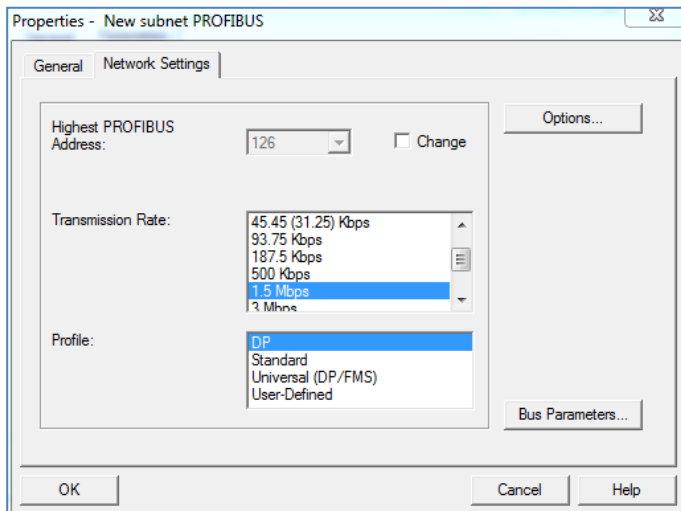 Properties - New subnet PROFIBUS
General
Network Settings
Highest PROFIBUS
Address:
126
Change
Options...
Transmission Rate:
45.45 (31.25) Kbps
93.75 Kbps
187.5 Kbps
500 Kbps
1.5 Mbps
3 Mbps
Profile:
DP
Standard
Universal (DP/FMS)
User-Defined
Bus Parameters...
OK
Cancel
Help